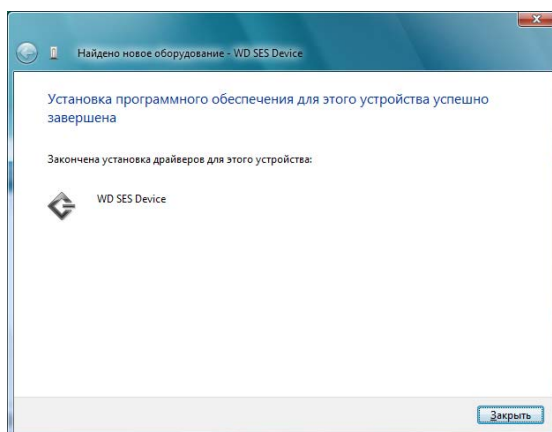 Найдено новое оборудование - WD SES Device
Установка программного обеспечения для этого устройства успешно
завершена
Закончена установка драйверов для этого устройства:
WD SES Device
Закрыть